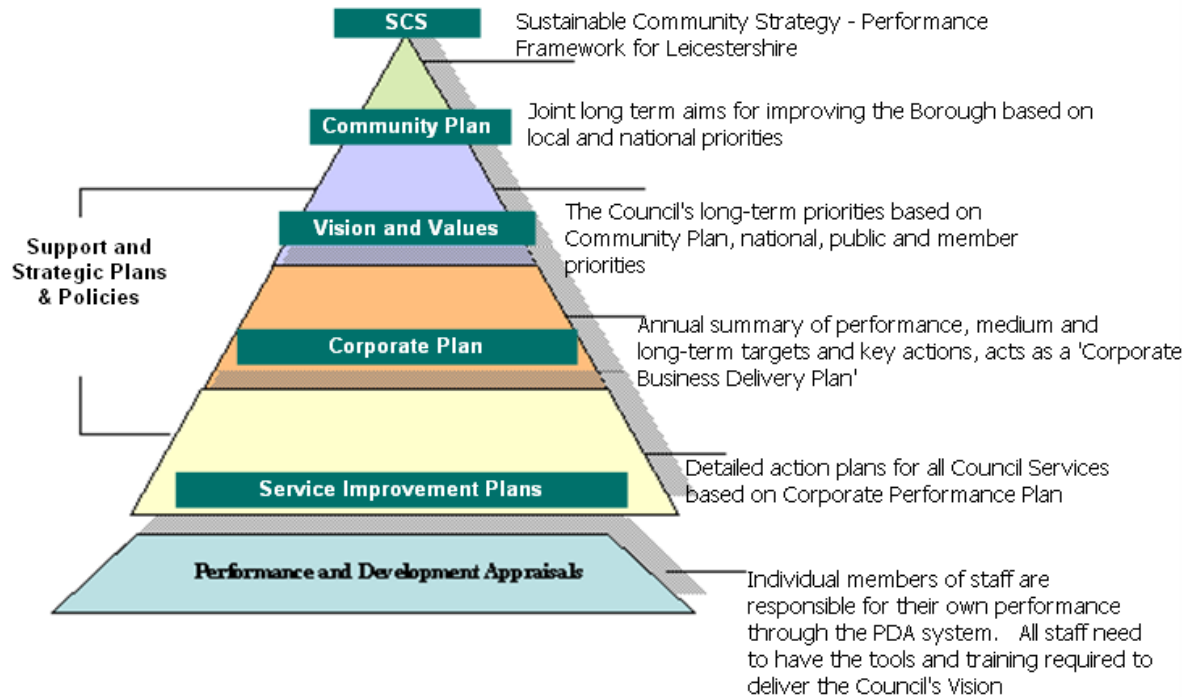 SCS
Sustainable Community Strategy - Performance
Framework for Leicestershire
Community Plan
Joint long term aims for improving the Borough based on
local and national priorities
Support and
Strategic Plans
& Policies
Vision and Values
The Council's long-term priorities based on
Community Plan, national, public and member
priorities
Corporate Plan
Annual summary of performance, medium and
long-term targets and key actions, acts as a 'Corporate
Business Delivery Plan'
Service Improvement Plans
Detailed action plans for all Council Services
based on Corporate Performance Plan
Performance and Development Appraisals
Individual members of staff are
responsible for their own performance
through the PDA system. All staff need
to have the tools and training required to
deliver the Council's Vision